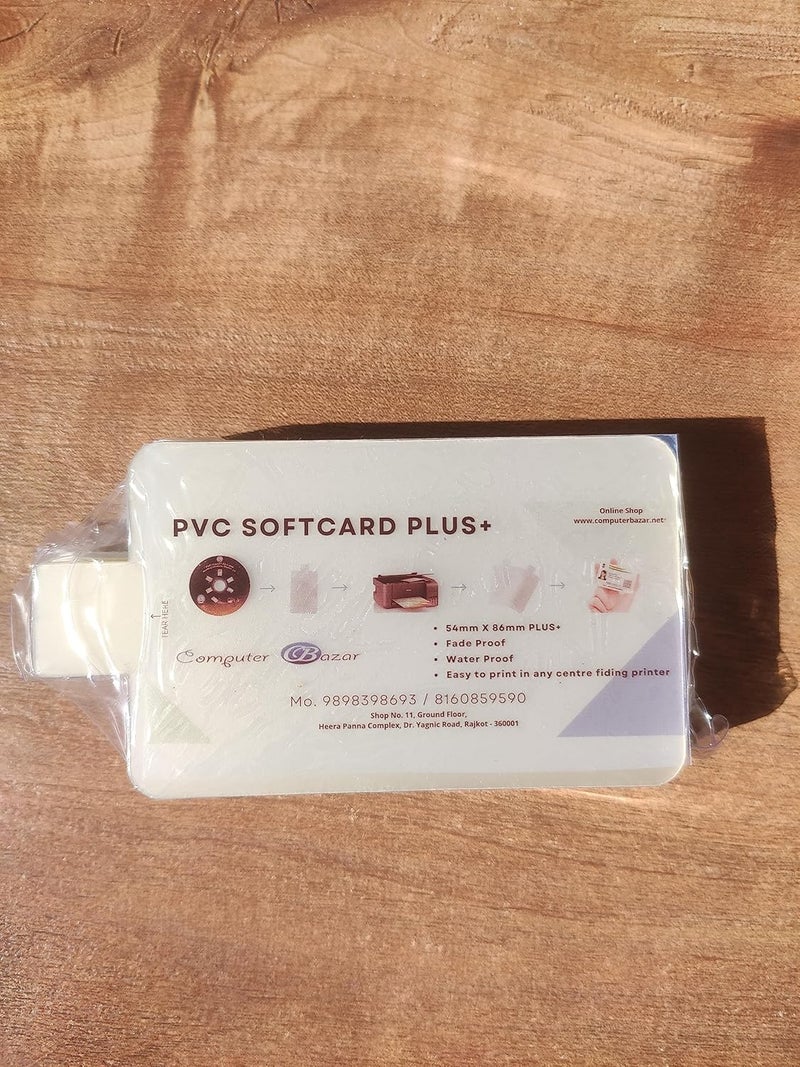 PVC SOFTCARD PLUS+
Online Shop
www.computerbazar.net
TEAR HERE
54mm X 86mm PLUS+
Fade Proof
Water Proof
Easy to print in any centre fiding printer
Computer CBazar
Mo. 9898398693 / 8160859590
Shop No. 11, Ground Floor,
Heera Panna Complex, Dr. Yagnic Road, Rajkot - 360001